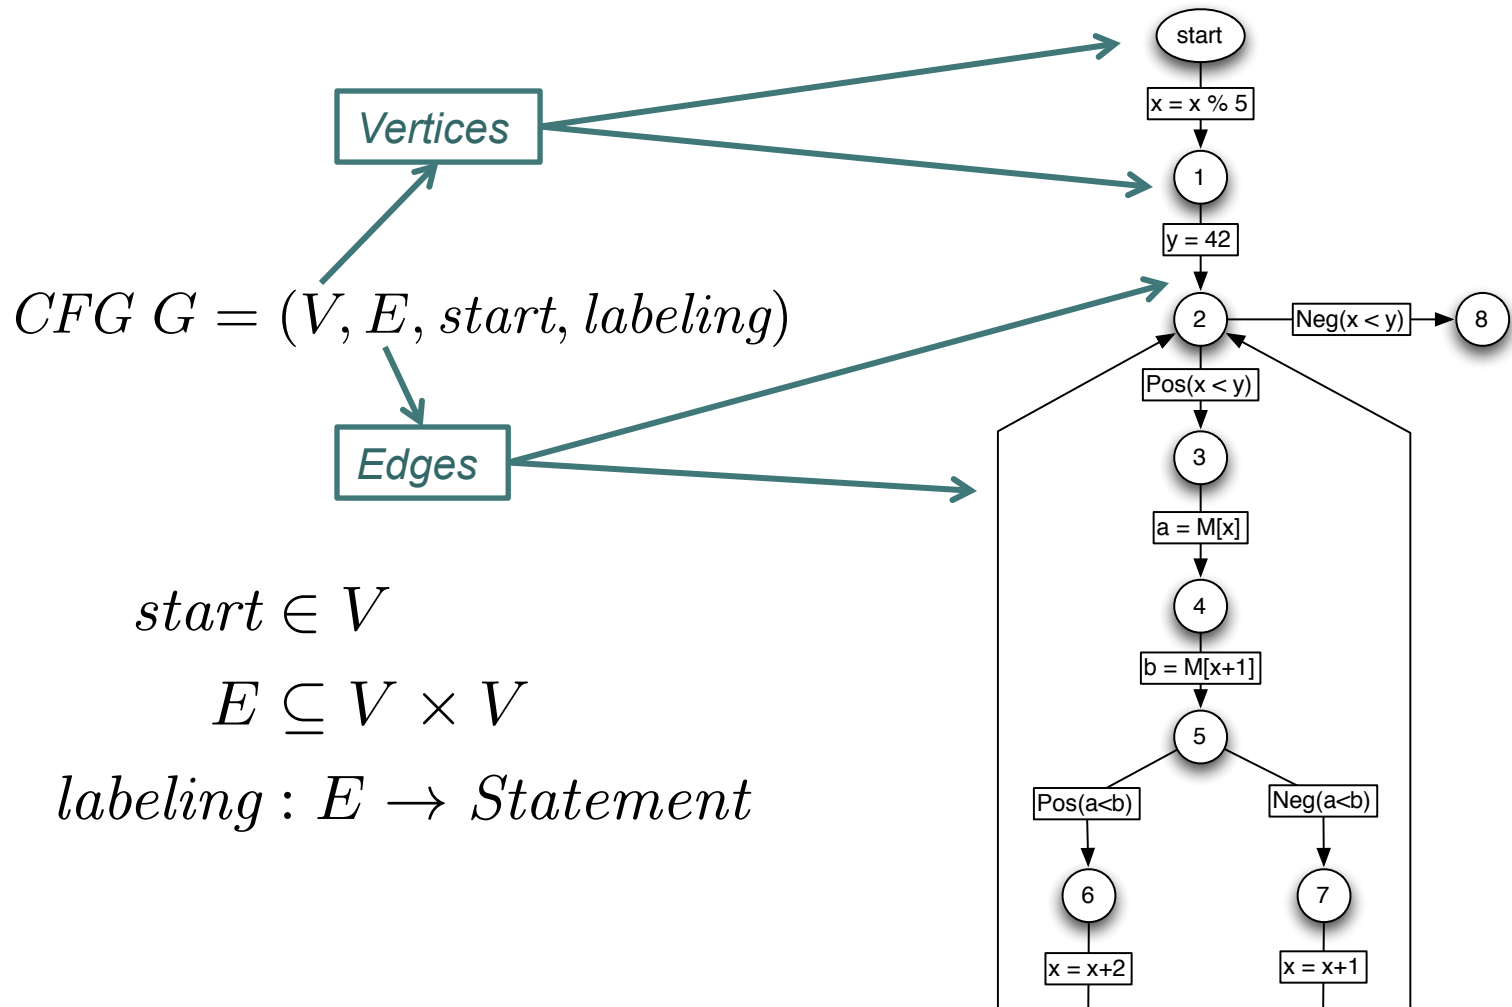 start
x = x % 5
Vertices
1
y = 42
CFG G = (V, E, start, labeling)
2
Neg(x < y)
8
Pos(x < y)
Edges
3
a = M[x]
start ∈ V
4
b = M[x+1]
E ⊆ V × V
5
labeling : E → Statement
Pos(a<b)
Neg(a<b)
6
7
x = x+2
x = x+1